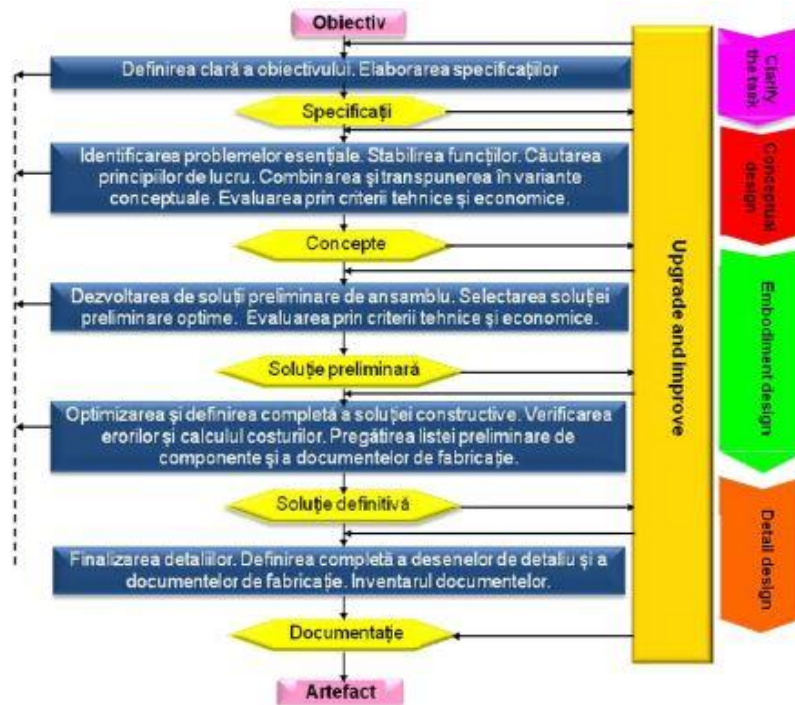 Obiectiv
Definirea clară a obiectivului. Elaborarea specificațiilor
Specificații
Identificarea problemelor esențiale. Stabilirea funcțiilor. Căutarea
principiilor de lucru. Combinarea și transpunerea în variante
conceptuale. Evaluarea prin criterii tehnice și economice.
Concepte
Dezvoltarea de soluții preliminare de ansamblu. Selectarea soluției
preliminare optime. Evaluarea prin criterii tehnice și economice.
Soluție preliminară
Optimizarea și definirea completă a soluției constructive. Verificarea
erorilor și calculul costurilor. Pregătirea listei preliminare de
componente și a documentelor de fabricație.
Soluție definitivă
Finalizarea detaliilor. Definirea completă a desenelor de detaliu și a
documentelor de fabricație. Inventarul documentelor.
Documentație
Artefact
Upgrade and improve
Clarify
the task
Conceptual
design
Embodiment design
Detail design